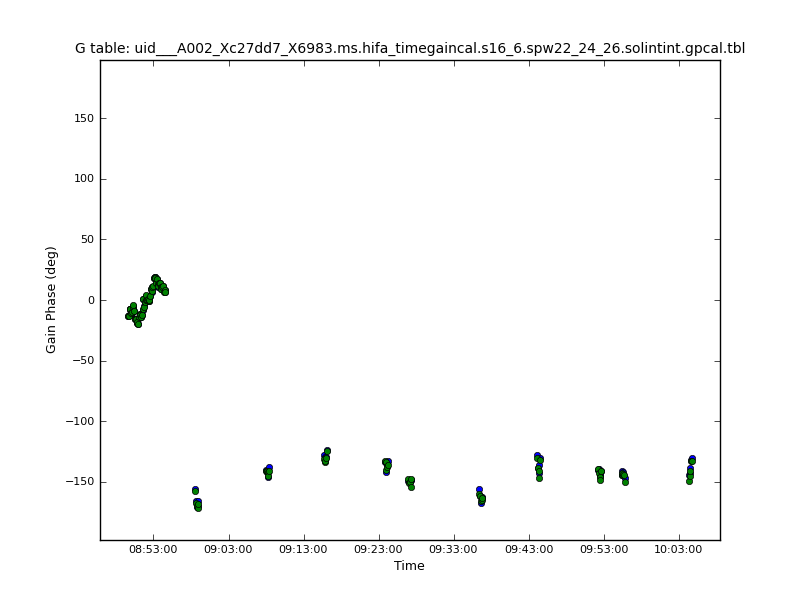 G table: uid___A002_Xc27dd7_X6983.ms.hifa_timegaincal.s16_6.spw22_24_26.solintint.gpcal.tbl
150
100
50
0
−50
−100
−150
Gain Phase (deg)
08:53:00 09:03:00 09:13:00 09:23:00 09:33:00 09:43:00 09:53:00 10:03:00
Time